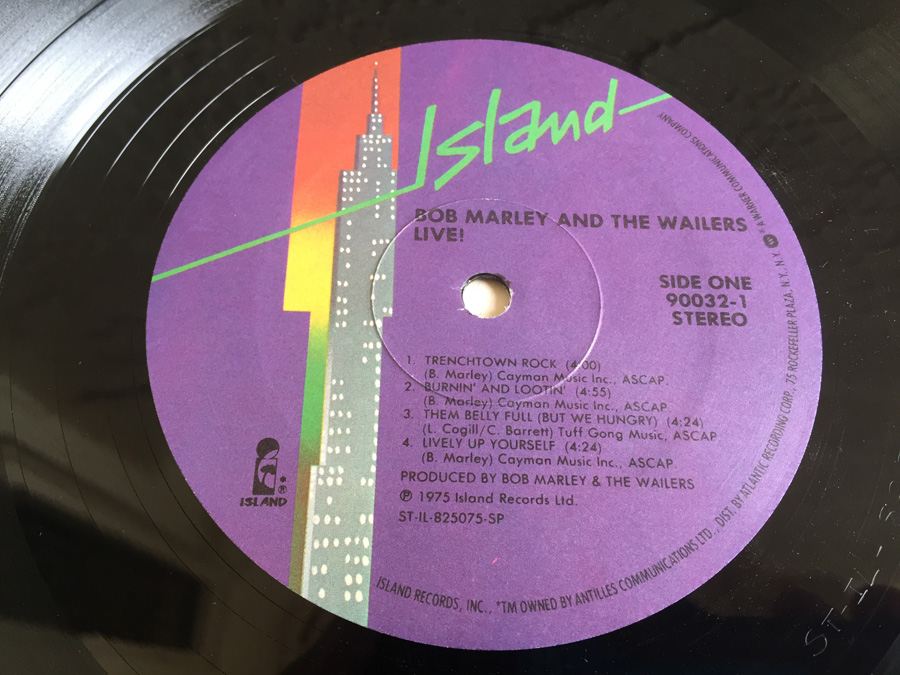 Island
BOB MARLEY AND THE WAILERS
LIVE!
SIDE ONE
90032-1
STEREO
1. TRENCHTOWN ROCK (4:00)
(B. Marley) Cayman Music Inc., ASCAP.
2. BURNIN' AND LOOTIN' (4:55)
(B. Marley) Cayman Music Inc., ASCAP.
3. THEM BELLY FULL (BUT WE HUNGRY) (4:24)
(L. Cogill/C. Barrett) Tuff Gong Music, ASCAP
4. LIVELY UP YOURSELF (4:24)
(B. Marley) Cayman Music Inc., ASCAP.
PRODUCED BY BOB MARLEY & THE WAILERS
℗ 1975 Island Records Ltd.
ST-IL-825075-SP
*®
ISLAND
ISLAND RECORDS, INC., *TM OWNED BY ANTILLES COMMUNICATIONS LTD., DIST. BY ATLANTIC RECORDING CORP., 75 ROCKEFELLER PLAZA, N.Y., N.Y. • A WARNER COMMUNICATIONS COMPANY
ST-IL-